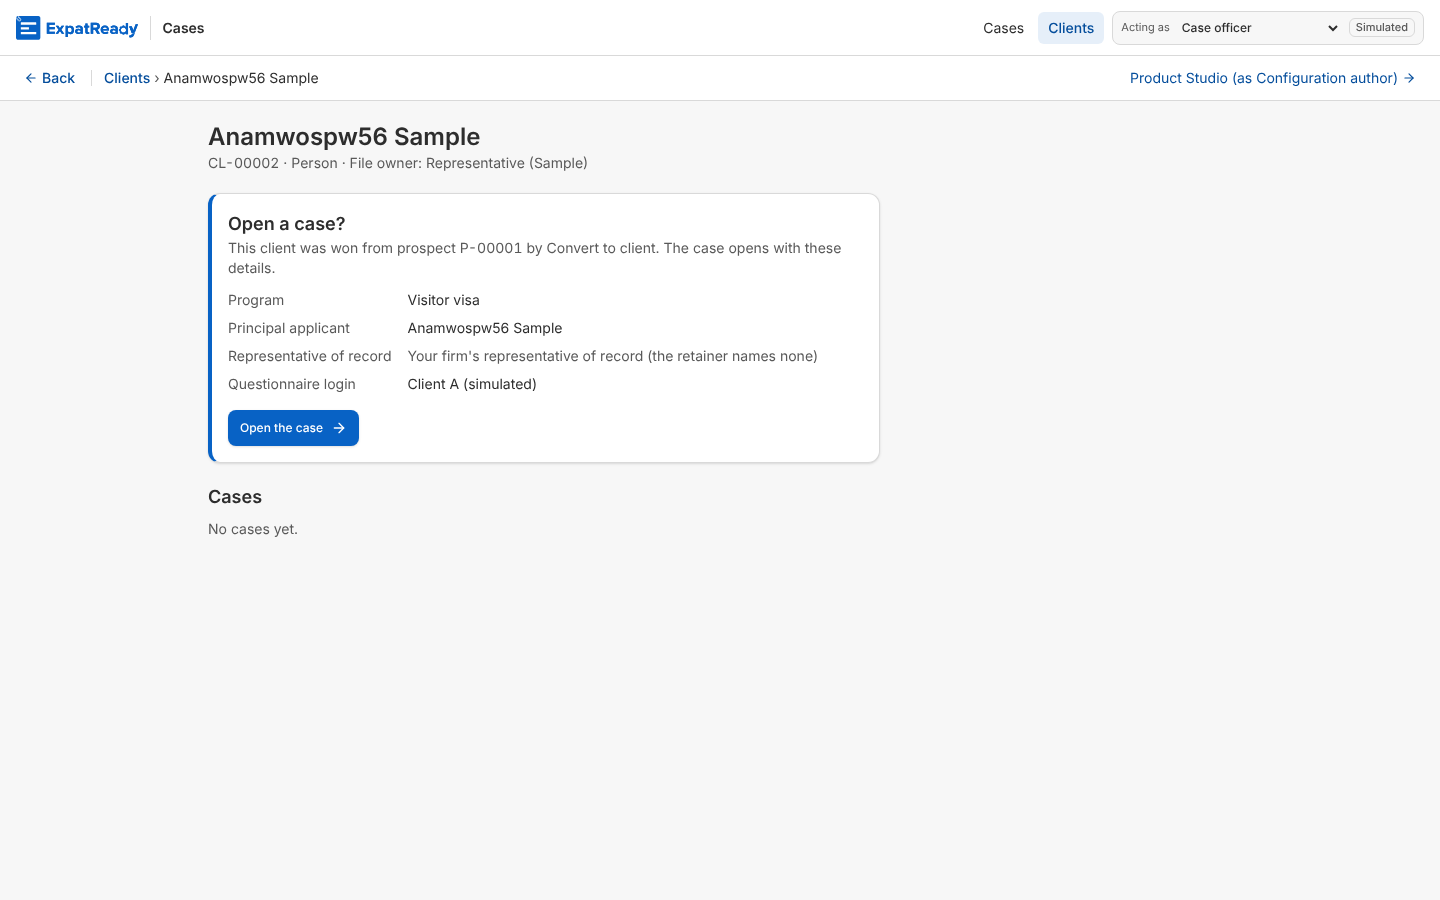 ExpatReady
Cases
Cases
Clients
Acting as
Case officer
Simulated
← Back
Clients › Anamwospw56 Sample
Product Studio (as Configuration author) →
Anamwospw56 Sample
CL-00002 · Person · File owner: Representative (Sample)
Open a case?
This client was won from prospect P-00001 by Convert to client. The case opens with these
details.
Program Visitor visa
Principal applicant Anamwospw56 Sample
Representative of record Your firm's representative of record (the retainer names none)
Questionnaire login Client A (simulated)
Open the case →
Cases
No cases yet.